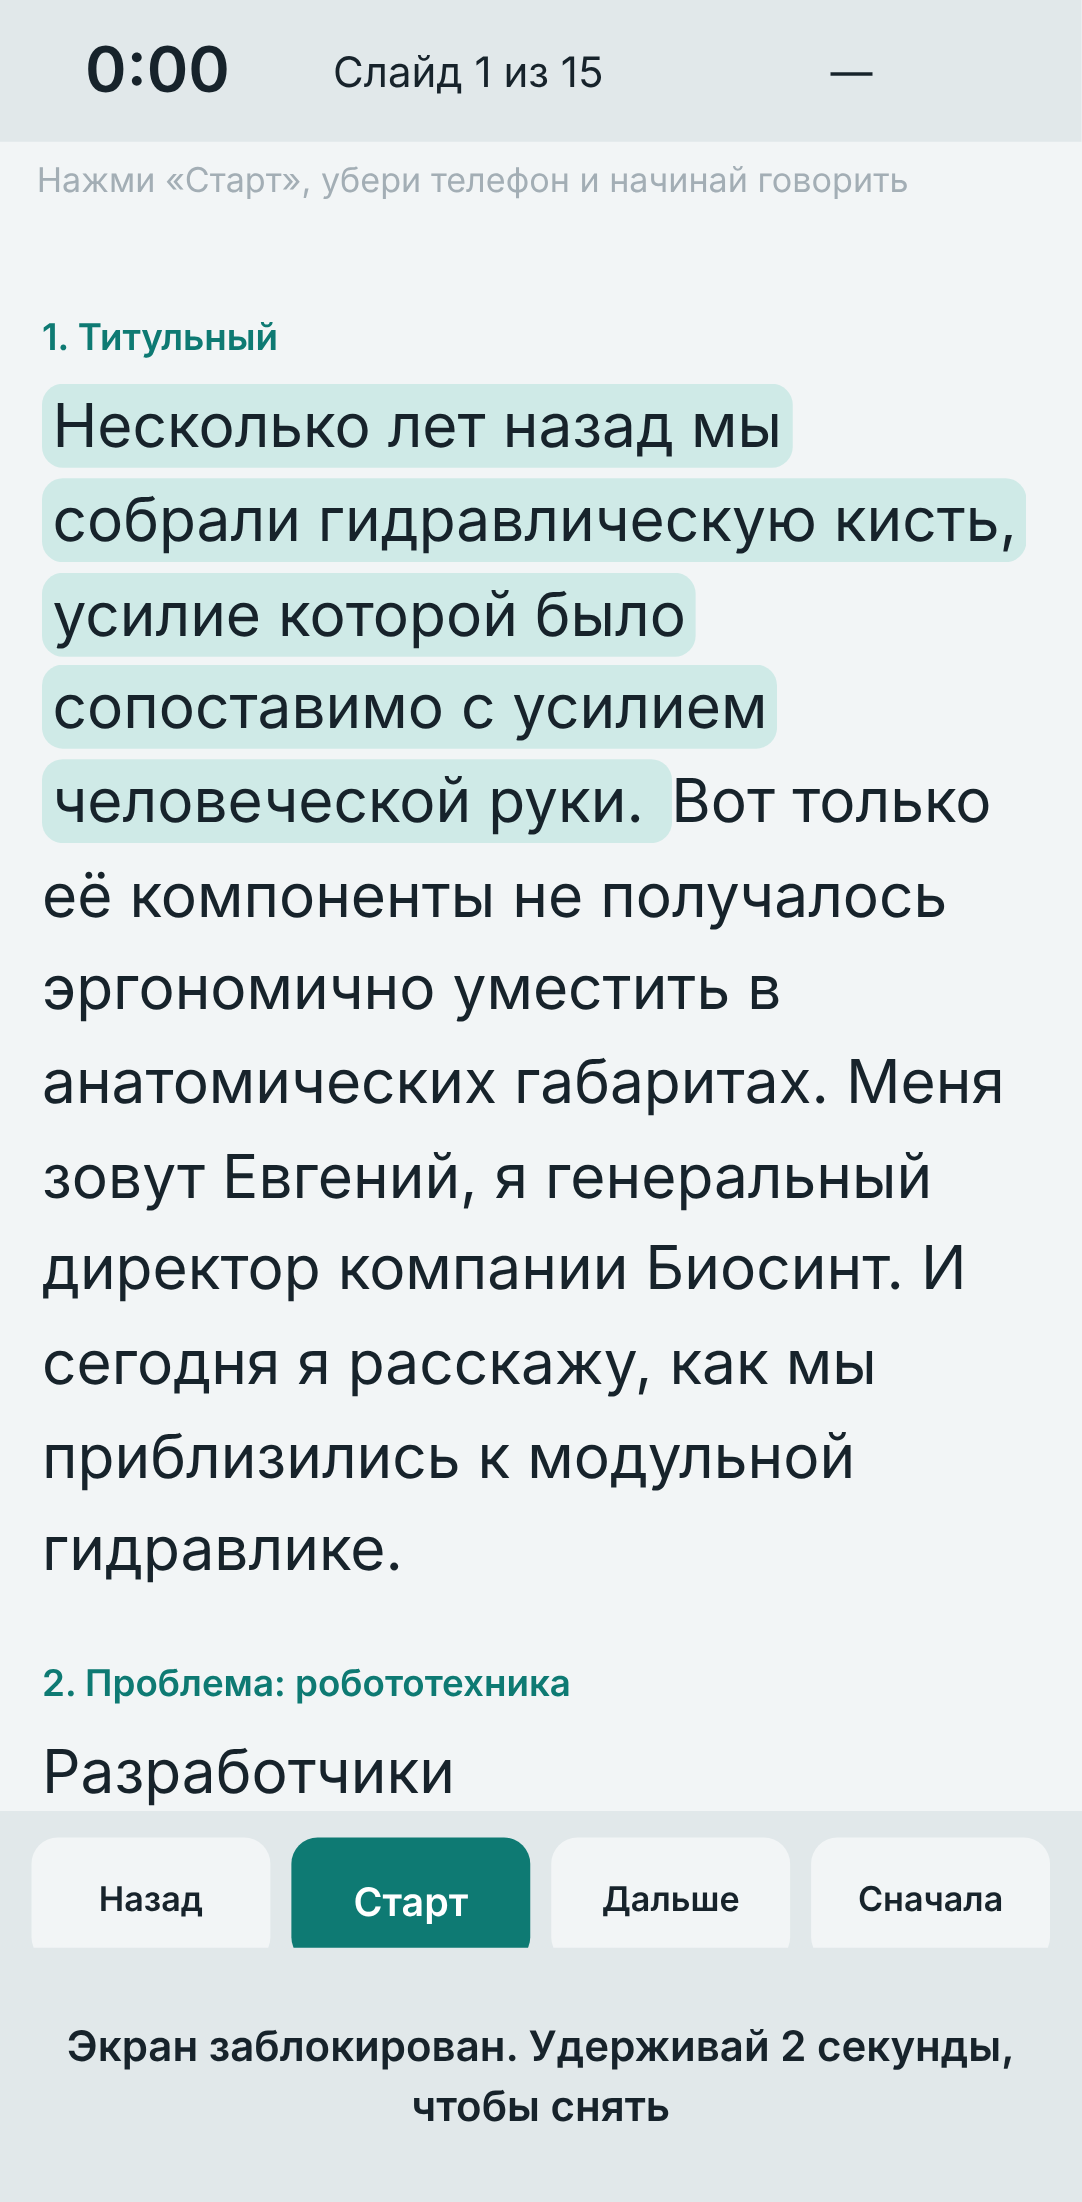 0:00 Слайд 1 из 15 —
Нажми «Старт», убери телефон и начинай говорить
1. Титульный
Несколько лет назад мы
собрали гидравлическую кисть,
усилие которой было
сопоставимо с усилием
человеческой руки. Вот только
её компоненты не получалось
эргономично уместить в
анатомических габаритах. Меня
зовут Евгений, я генеральный
директор компании Биосинт. И
сегодня я расскажу, как мы
приблизились к модульной
гидравлике.
2. Проблема: робототехника
Разработчики
Назад Старт Дальше Сначала
Экран заблокирован. Удерживай 2 секунды,
чтобы снять